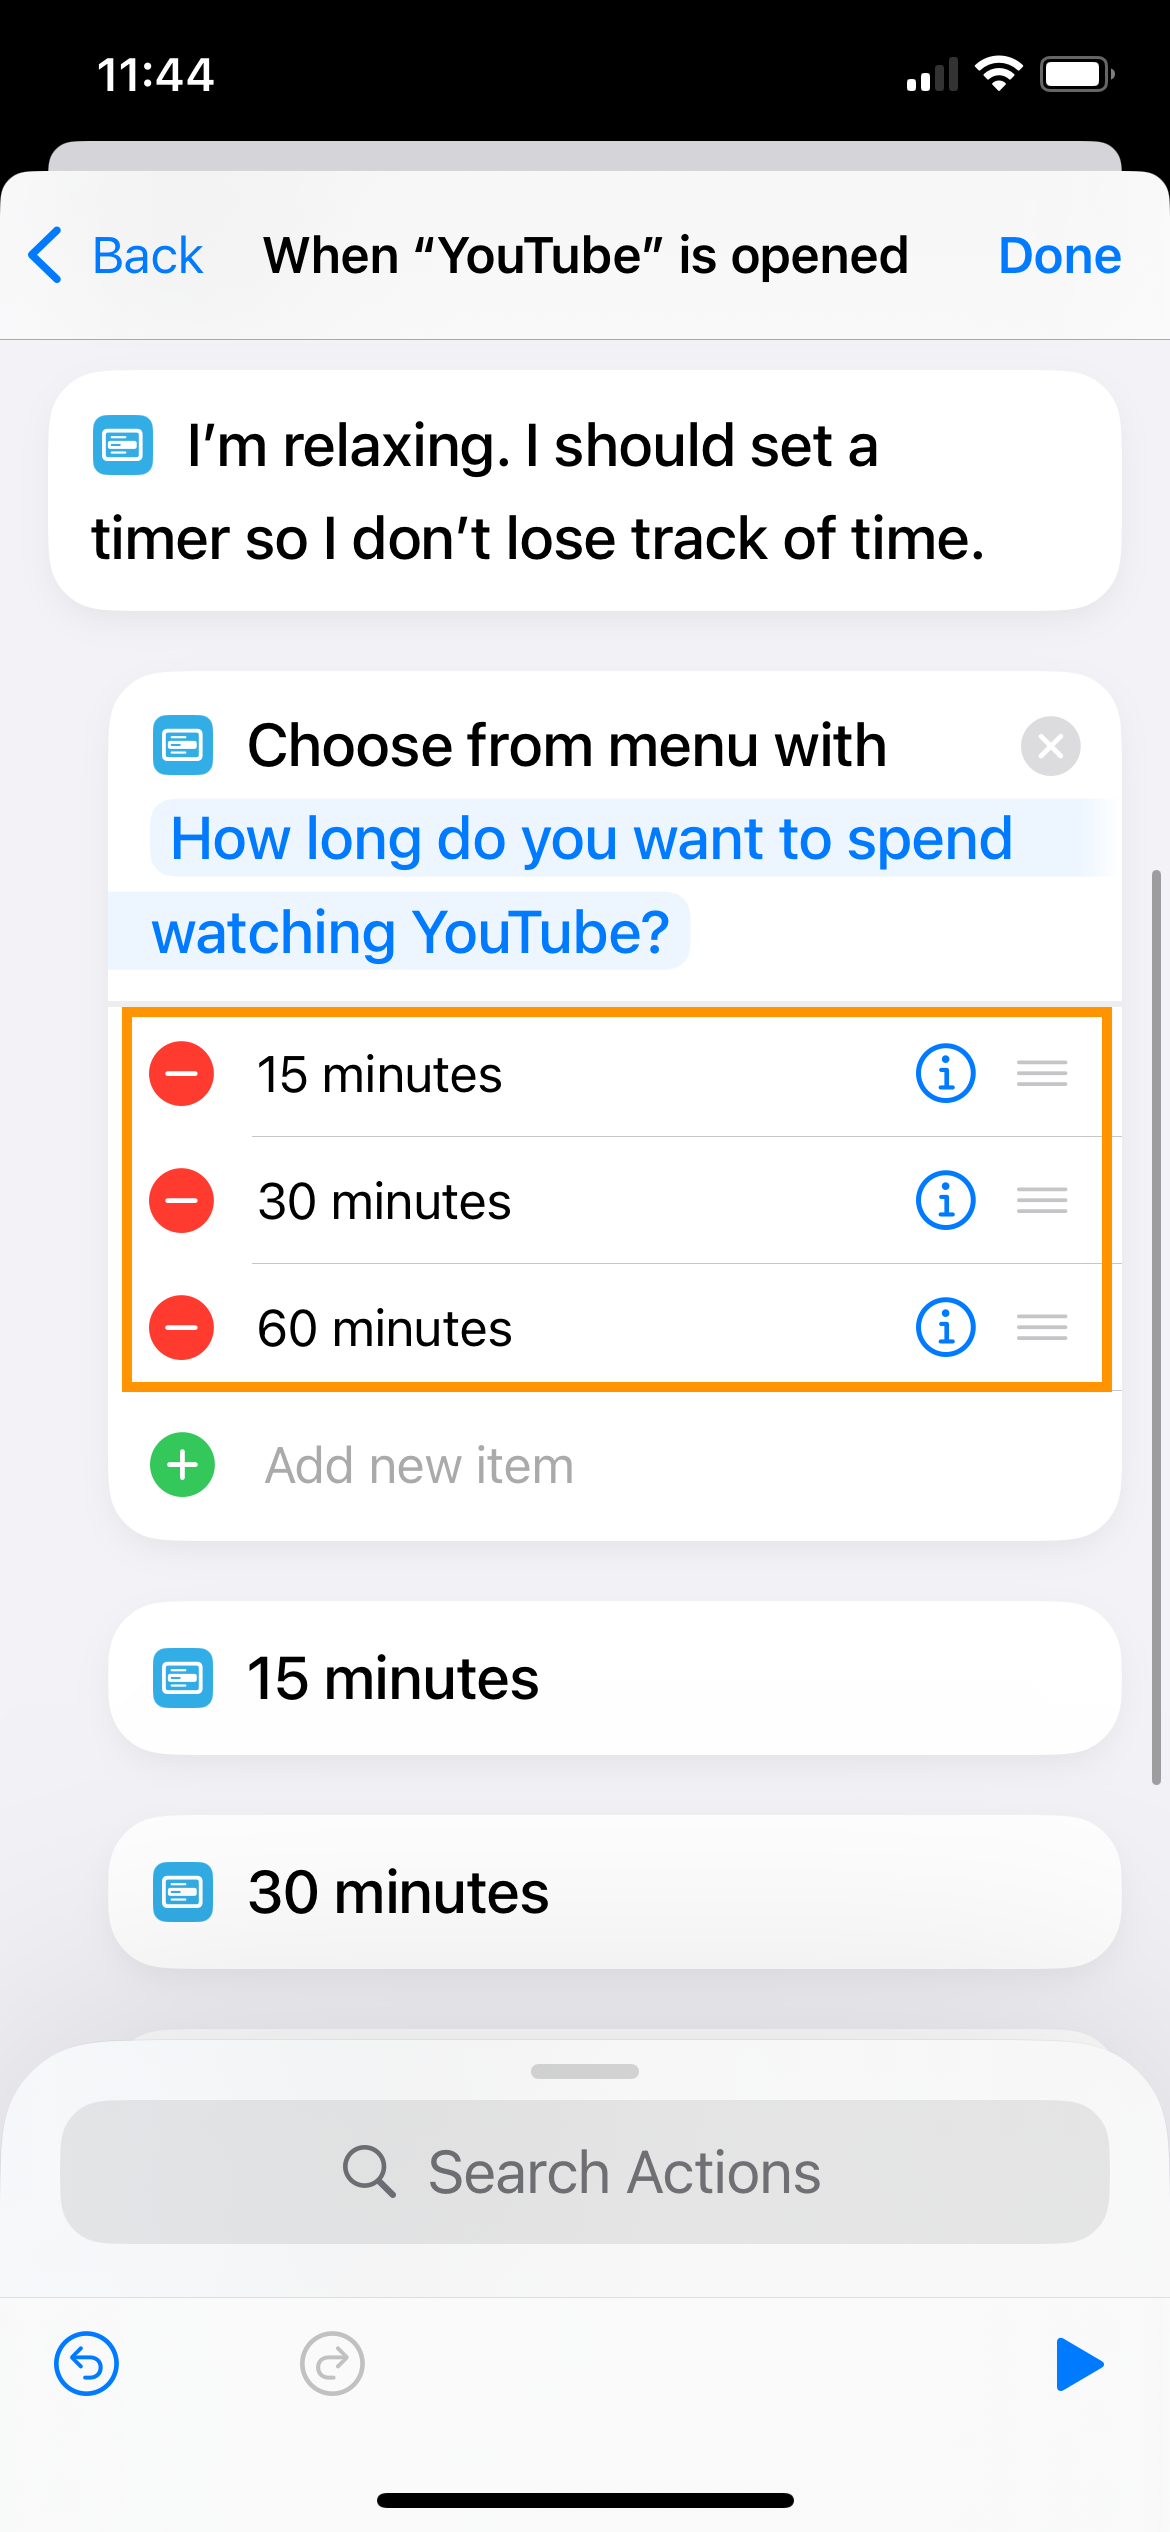 11:44
Back When “YouTube” is opened Done
I’m relaxing. I should set a
timer so I don’t lose track of time.
Choose from menu with
How long do you want to spend
watching YouTube?
15 minutes
30 minutes
60 minutes
Add new item
15 minutes
30 minutes
Search Actions